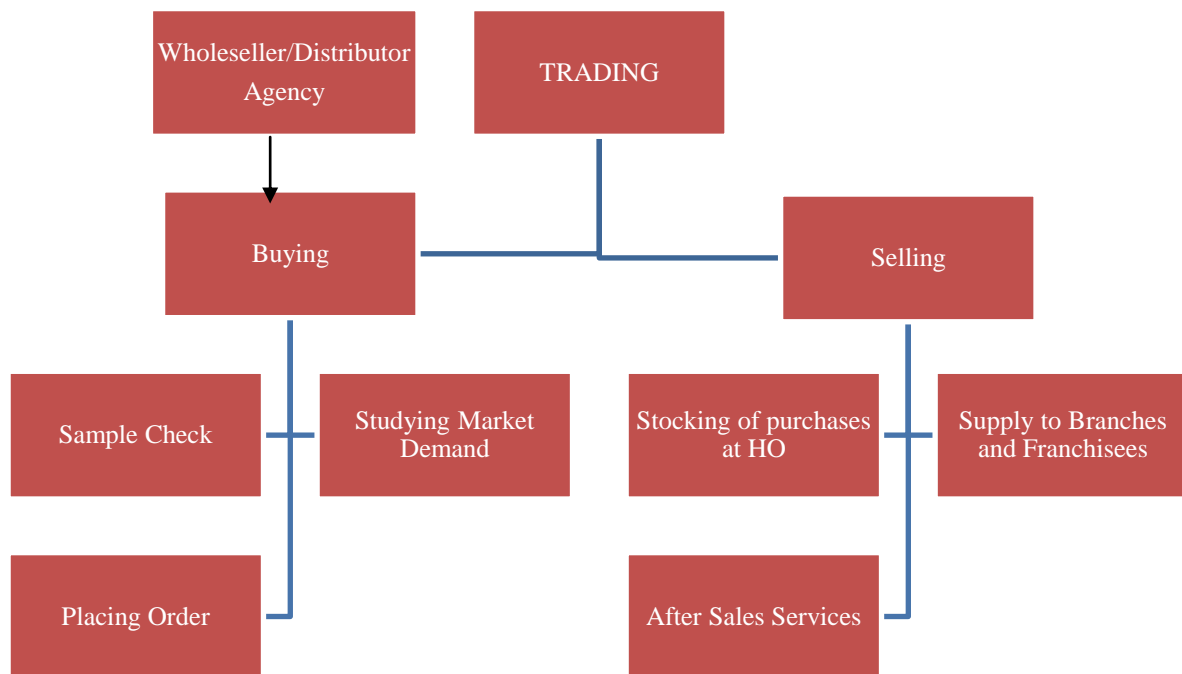 Wholeseller/Distributor
Agency
TRADING
Buying
Selling
Sample Check
Studying Market
Demand
Stocking of purchases
at HO
Supply to Branches
and Franchisees
Placing Order
After Sales Services